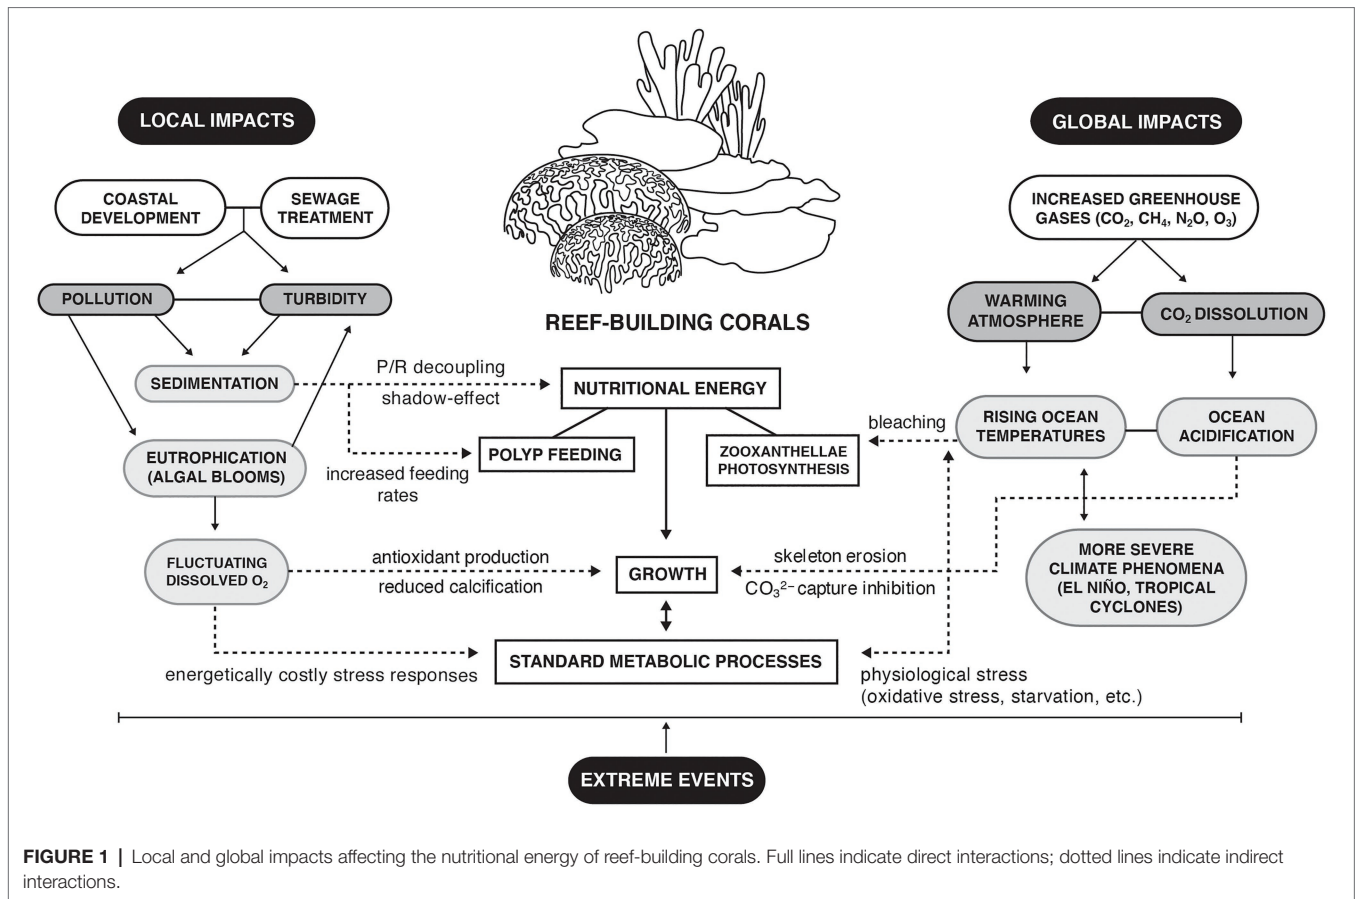 LOCAL IMPACTS
GLOBAL IMPACTS
COASTAL
DEVELOPMENT
SEWAGE
TREATMENT
INCREASED GREENHOUSE
GASES (CO₂, CH₄, N₂O, O₃)
POLLUTION
TURBIDITY
WARMING
ATMOSPHERE
CO₂ DISSOLUTION
REEF-BUILDING CORALS
SEDIMENTATION
P/R decoupling
shadow-effect
NUTRITIONAL ENERGY
RISING OCEAN
TEMPERATURES
OCEAN
ACIDIFICATION
bleaching
EUTROPHICATION
(ALGAL BLOOMS)
increased feeding
rates
POLYP FEEDING
ZOOXANTHELLAE
PHOTOSYNTHESIS
FLUCTUATING
DISSOLVED O₂
antioxidant production
reduced calcification
GROWTH
skeleton erosion
CO₃²⁻ capture inhibition
MORE SEVERE
CLIMATE PHENOMENA
(EL NIÑO, TROPICAL
CYCLONES)
energetically costly stress responses
STANDARD METABOLIC PROCESSES
physiological stress
(oxidative stress, starvation, etc.)
EXTREME EVENTS
FIGURE 1 | Local and global impacts affecting the nutritional energy of reef-building corals. Full lines indicate direct interactions; dotted lines indicate indirect
interactions.